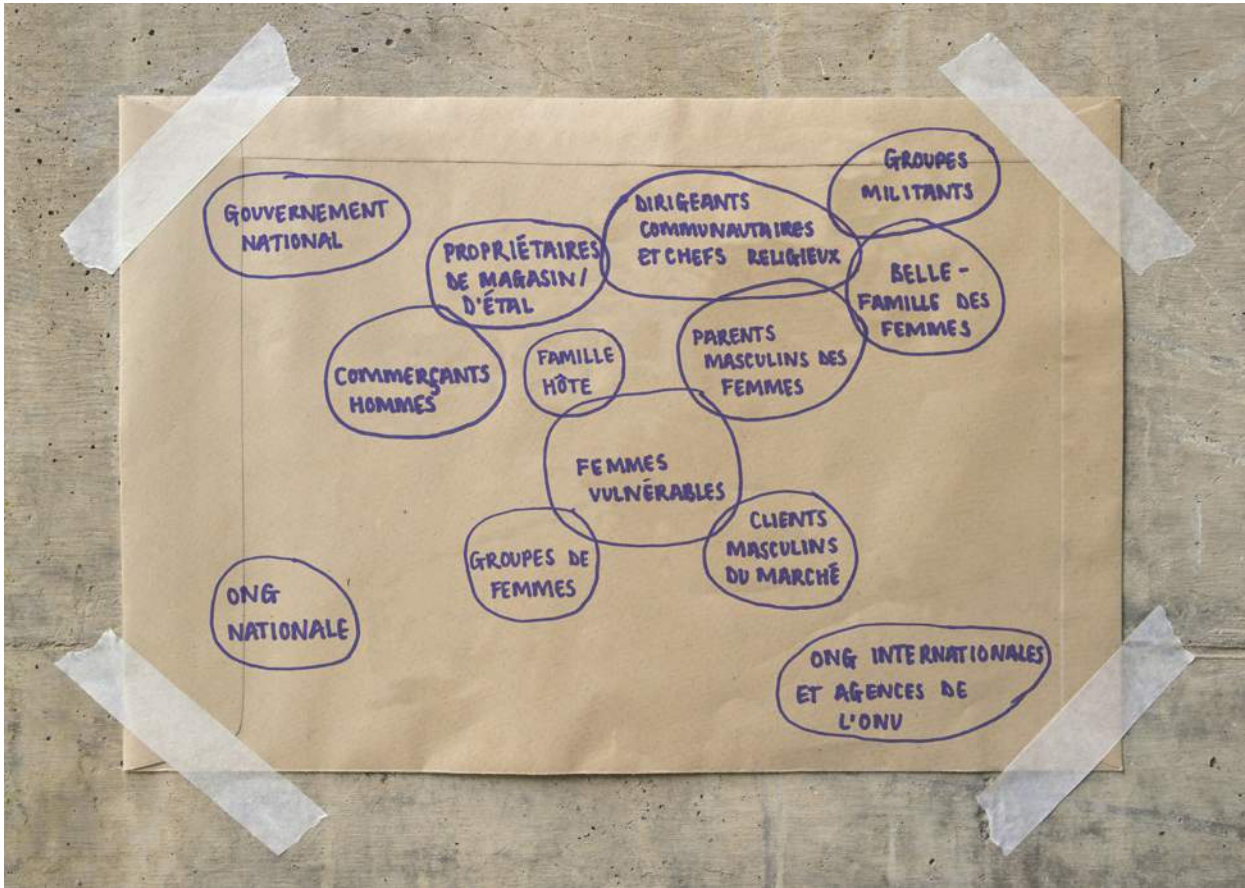 GOUVERNEMENT
NATIONAL
PROPRIÉTAIRES
DE MAGASIN/
D'ÉTAL
DIRIGEANTS
COMMUNAUTAIRES
ET CHEFS RELIGIEUX
GROUPES
MILITANTS
BELLE-
FAMILLE DES
FEMMES
COMMERÇANTS
HOMMES
FAMILLE
HÔTE
PARENTS
MASCULINS DES
FEMMES
FEMMES
VULNÉRABLES
GROUPES DE
FEMMES
CLIENTS
MASCULINS
DU MARCHÉ
ONG
NATIONALE
ONG INTERNATIONALES
ET AGENCES DE
L'ONU